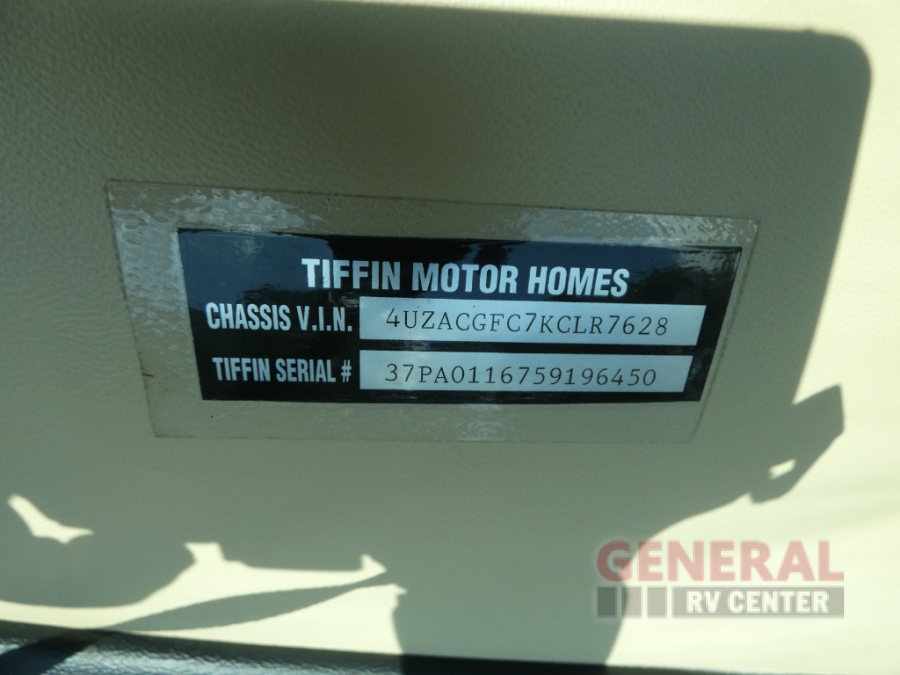 TIFFIN MOTOR HOMES
CHASSIS V.I.N. 4UZACGFC7KCLR7628
TIFFIN SERIAL # 37PA0116759196450
GENERAL
RV CENTER